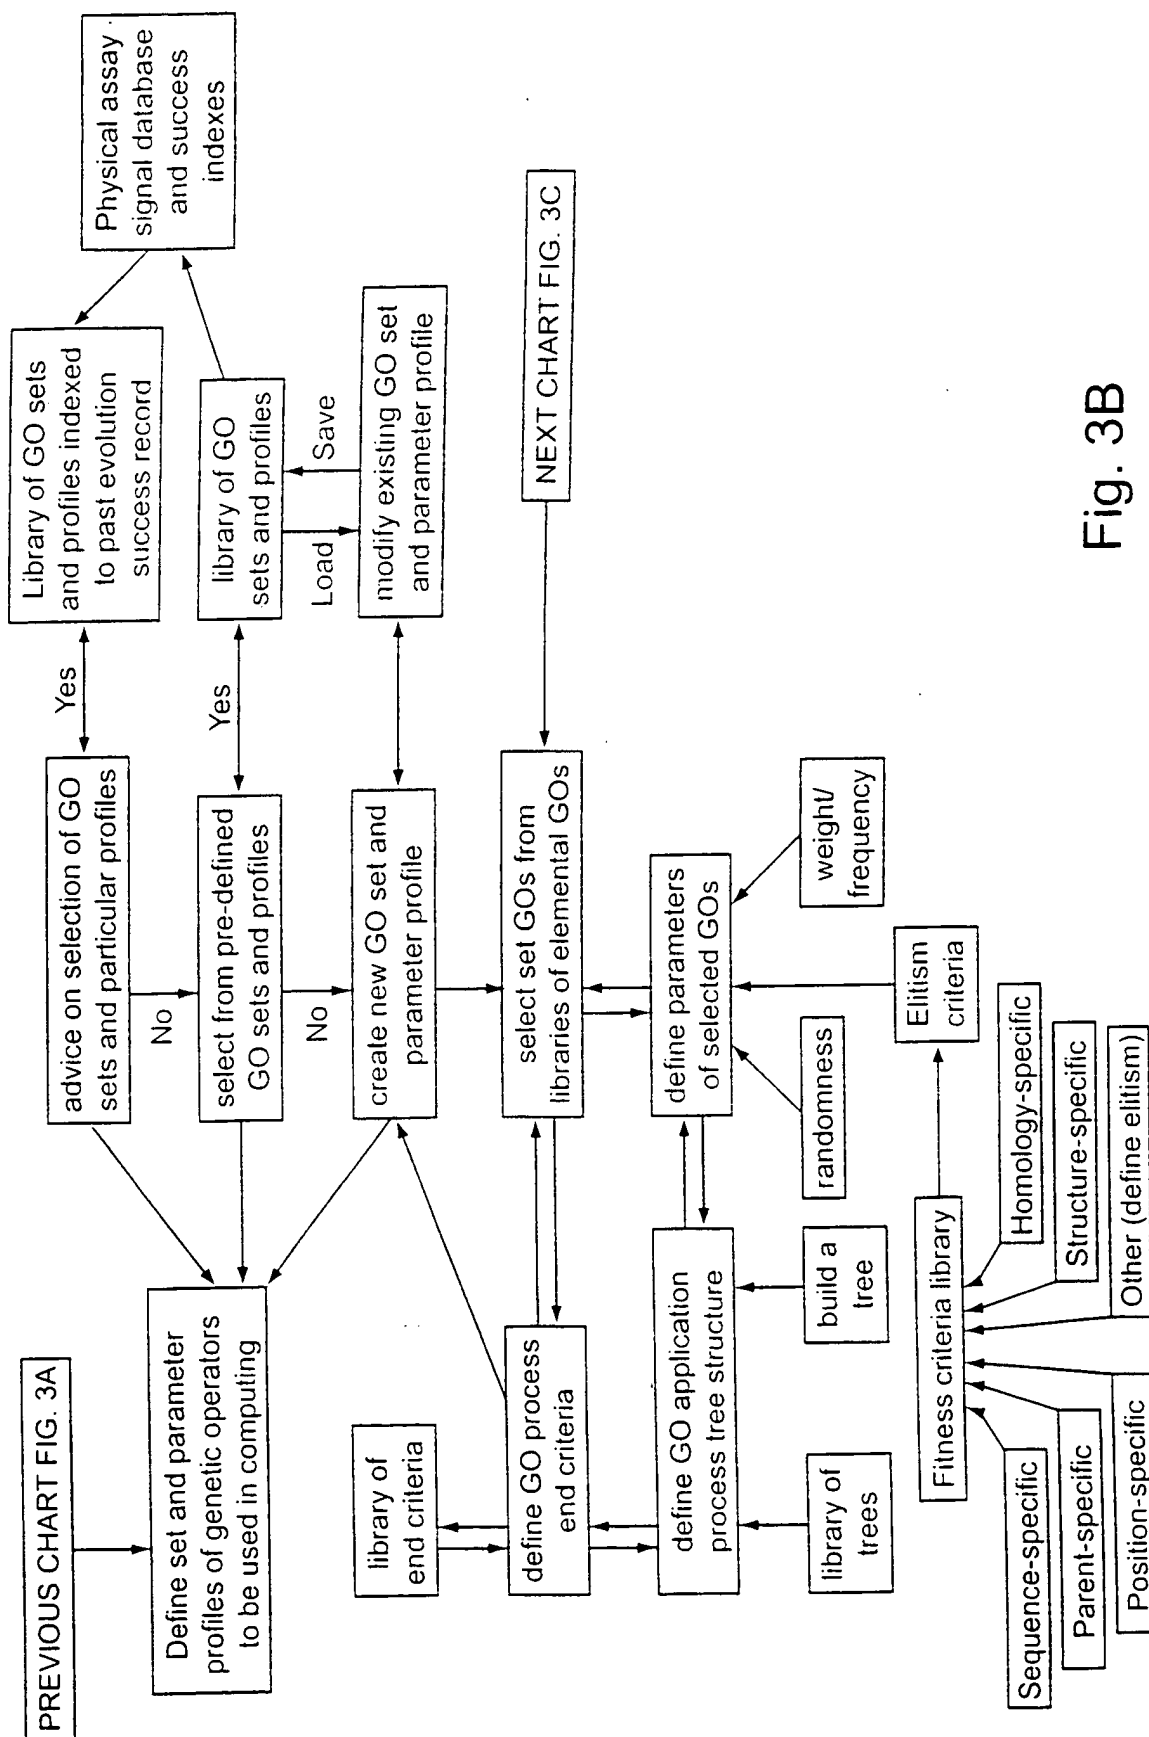 PREVIOUS CHART FIG. 3A
Define set and parameter
profiles of genetic operators
to be used in computing
advice on selection of GO
sets and particular profiles
Yes
Library of GO sets
and profiles indexed
to past evolution
success record
Physical assay
signal database
and success
indexes
No
select from pre-defined
GO sets and profiles
Yes
library of GO
sets and profiles
No
Load
Save
create new GO set and
parameter profile
modify existing GO set
and parameter profile
library of
end criteria
define GO process
end criteria
select set GOs from
libraries of elemental GOs
NEXT CHART FIG. 3C
define GO application
process tree structure
define parameters
of selected GOs
library of
trees
build a
tree
randomness
weight/
frequency
Fitness criteria library
Elitism
criteria
Sequence-specific
Homology-specific
Parent-specific
Structure-specific
Position-specific
Other (define elitism)
Fig. 3B